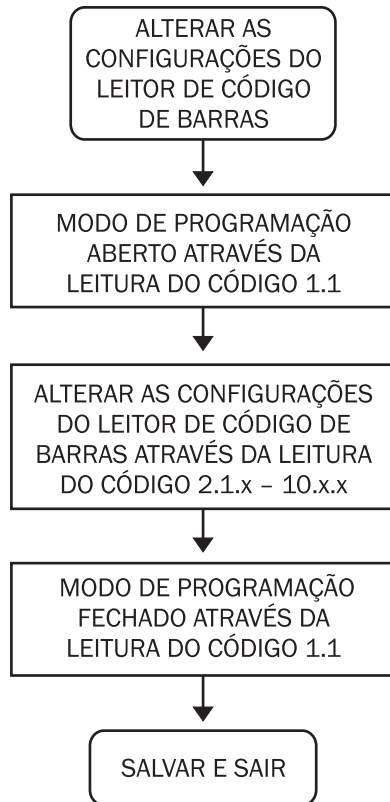 ALTERAR AS
CONFIGURAÇÕES DO
LEITOR DE CÓDIGO
DE BARRAS
MODO DE PROGRAMAÇÃO
ABERTO ATRAVÉS DA
LEITURA DO CÓDIGO 1.1
ALTERAR AS CONFIGURAÇÕES
DO LEITOR DE CÓDIGO DE
BARRAS ATRAVÉS DA LEITURA
DO CÓDIGO 2.1.x – 10.x.x
MODO DE PROGRAMAÇÃO
FECHADO ATRAVÉS DA
LEITURA DO CÓDIGO 1.1
SALVAR E SAIR